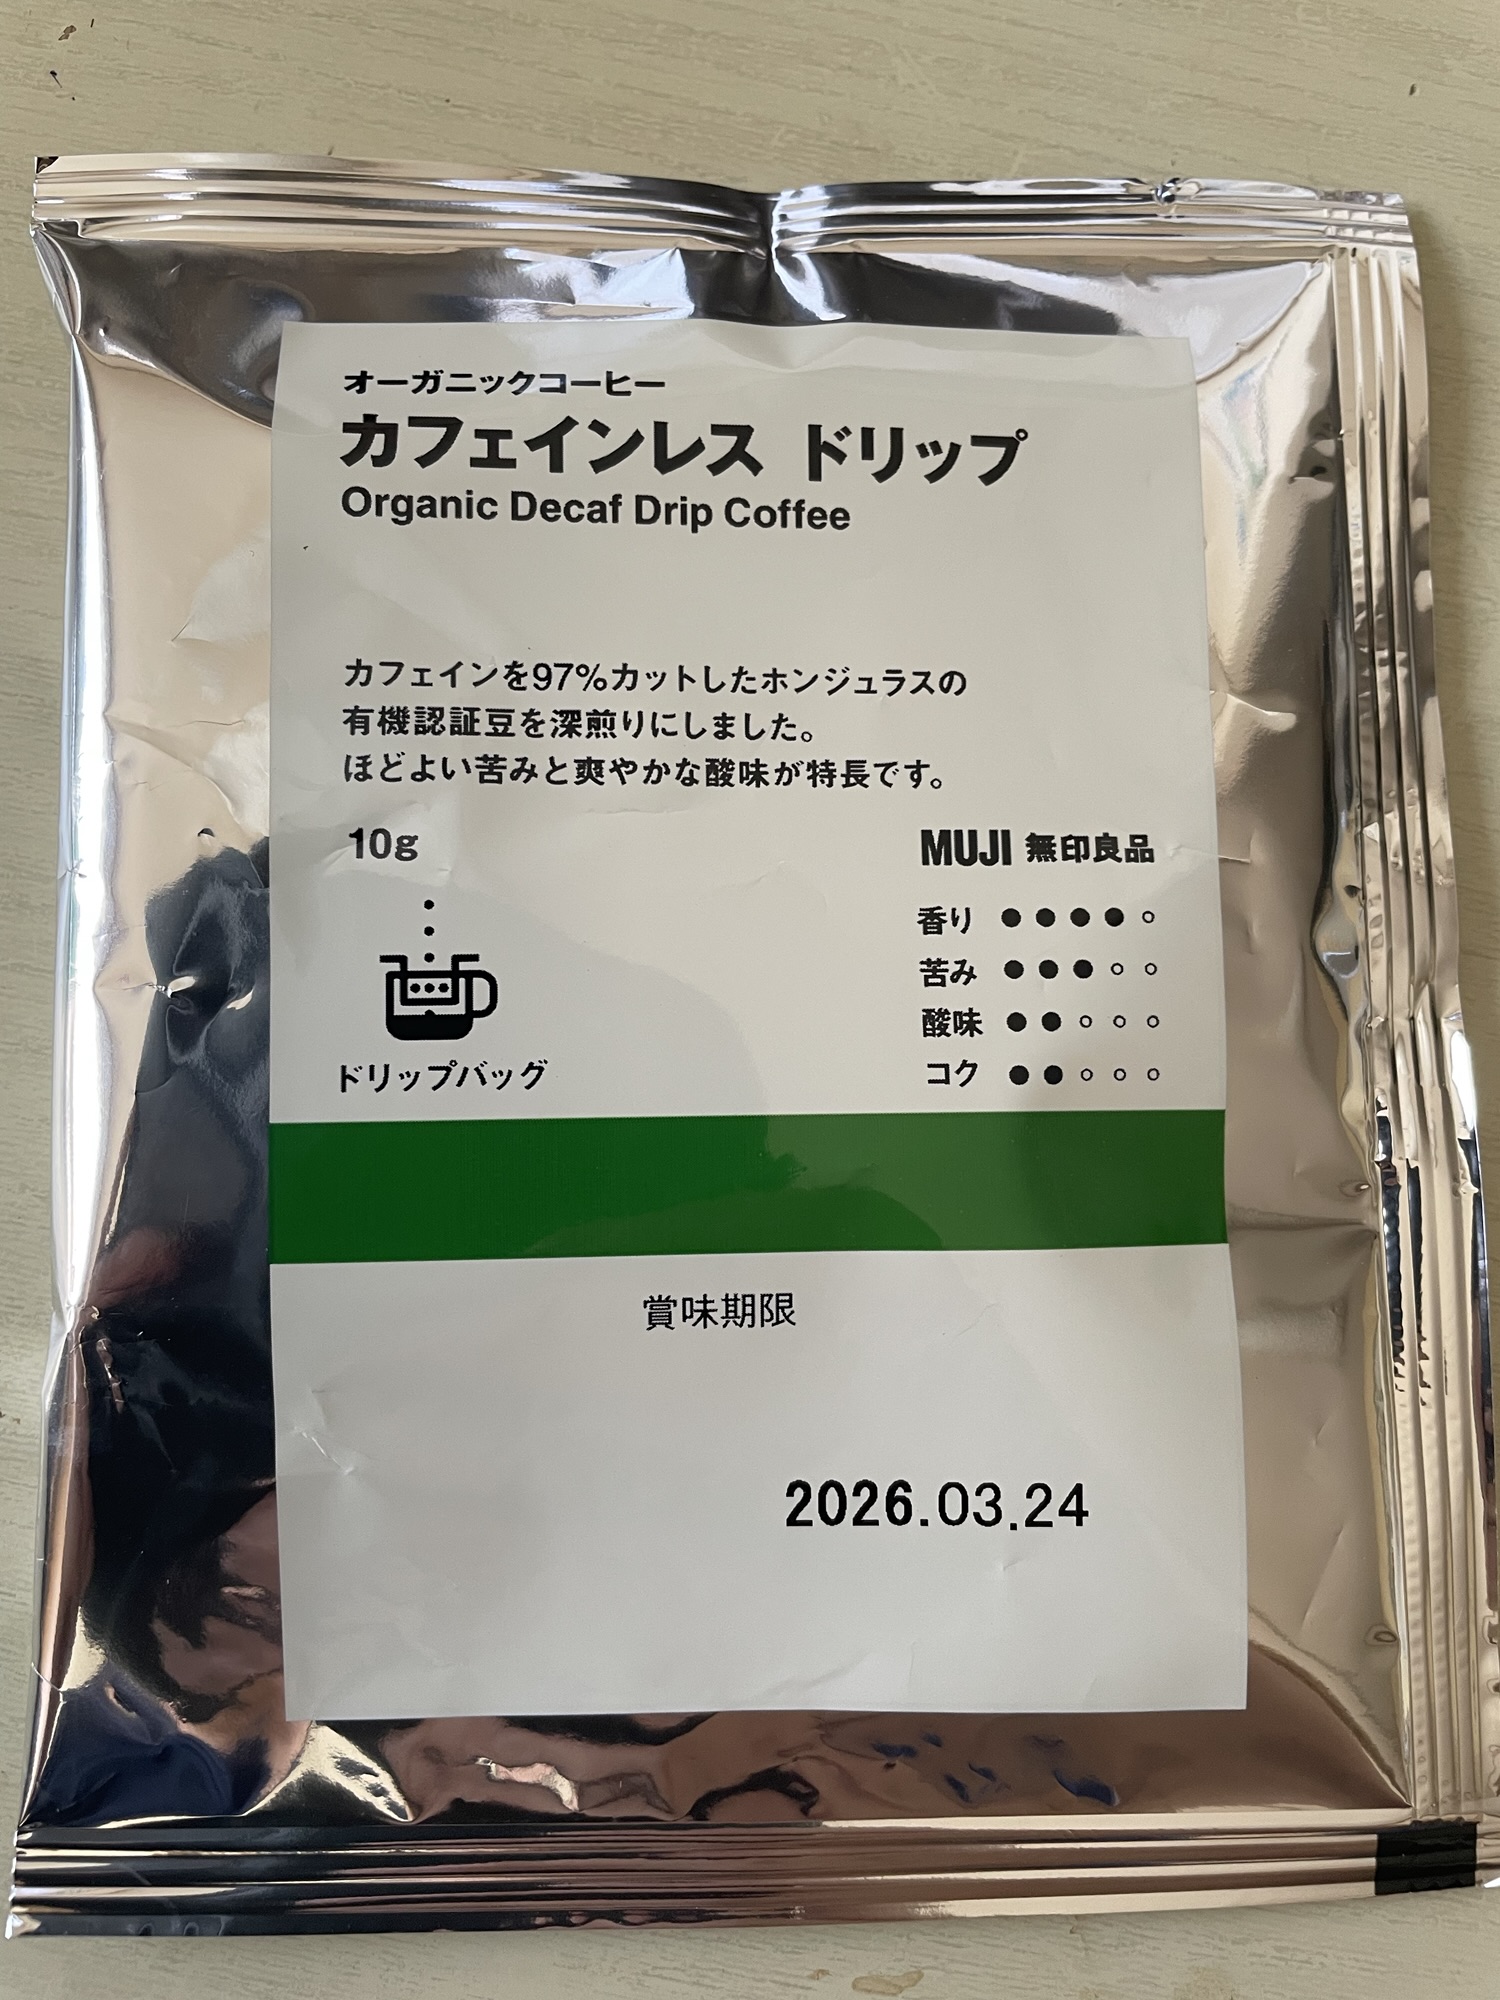 オーガニックコーヒー
カフェインレス ドリップ
Organic Decaf Drip Coffee
カフェインを97%カットしたホンジュラスの
有機認証豆を深煎りにしました。
ほどよい苦みと爽やかな酸味が特長です。
10g
MUJI 無印良品
香り
苦み
酸味
コク
ドリップバッグ
賞味期限
2026.03.24